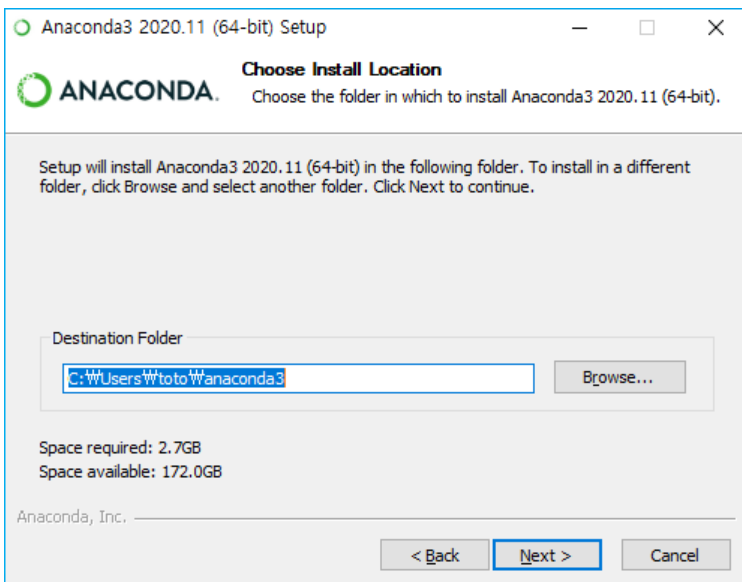 Anaconda3 2020.11 (64-bit) Setup
ANACONDA.
Choose Install Location
Choose the folder in which to install Anaconda3 2020.11 (64-bit).
Setup will install Anaconda3 2020.11 (64-bit) in the following folder. To install in a different
folder, click Browse and select another folder. Click Next to continue.
Destination Folder
C:₩Users₩toto₩anaconda3
Browse...
Space required: 2.7GB
Space available: 172.0GB
Anaconda, Inc.
< Back
Next >
Cancel